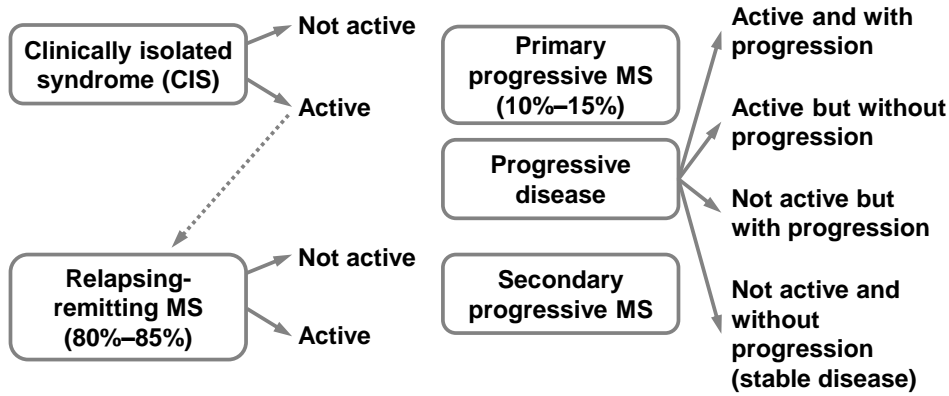 Clinically isolated
syndrome (CIS)
Not active
Active
Relapsing-
remitting MS
(80%–85%)
Not active
Active
Primary
progressive MS
(10%–15%)
Progressive
disease
Secondary
progressive MS
Active and with
progression
Active but without
progression
Not active but
with progression
Not active and
without
progression
(stable disease)